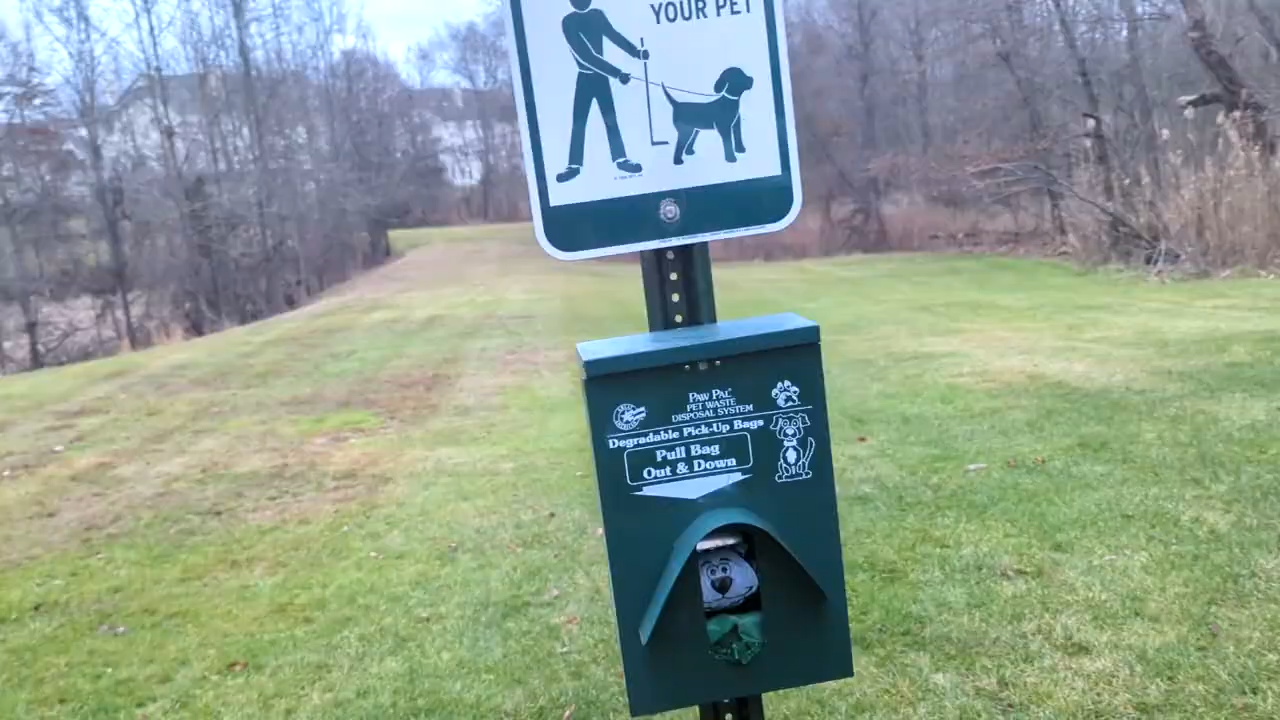 YOUR PET
PAW PAL®
PET WASTE
DISPOSAL SYSTEM
Degradable Pick-Up Bags
Pull Bag
Out & Down